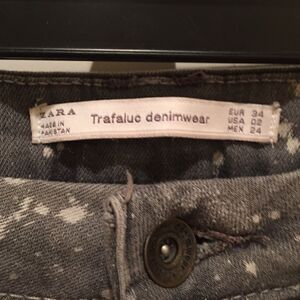 ZARA
MADE IN
PAKISTAN
Trafaluc denimwear
EUR 34
USA 02
MEX 24